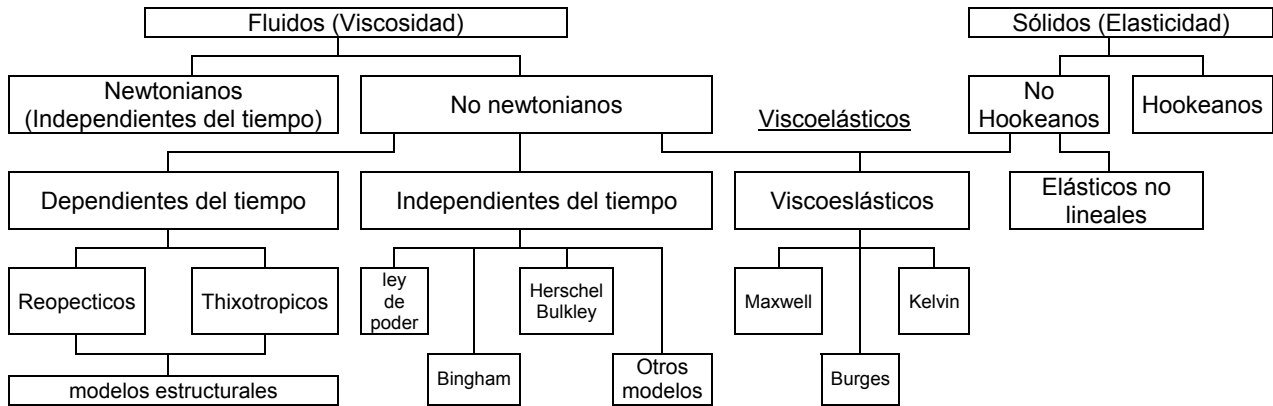 Fluidos (Viscosidad)
Sólidos (Elasticidad)
Newtonianos
(Independientes del tiempo)
No newtonianos
Viscoelásticos
No
Hookeanos
Hookeanos
Dependientes del tiempo
Independientes del tiempo
Viscoeslásticos
Elásticos no
lineales
Reopecticos
Thixotropicos
ley
de
poder
Herschel
Bulkley
Maxwell
Kelvin
modelos estructurales
Bingham
Otros
modelos
Burges